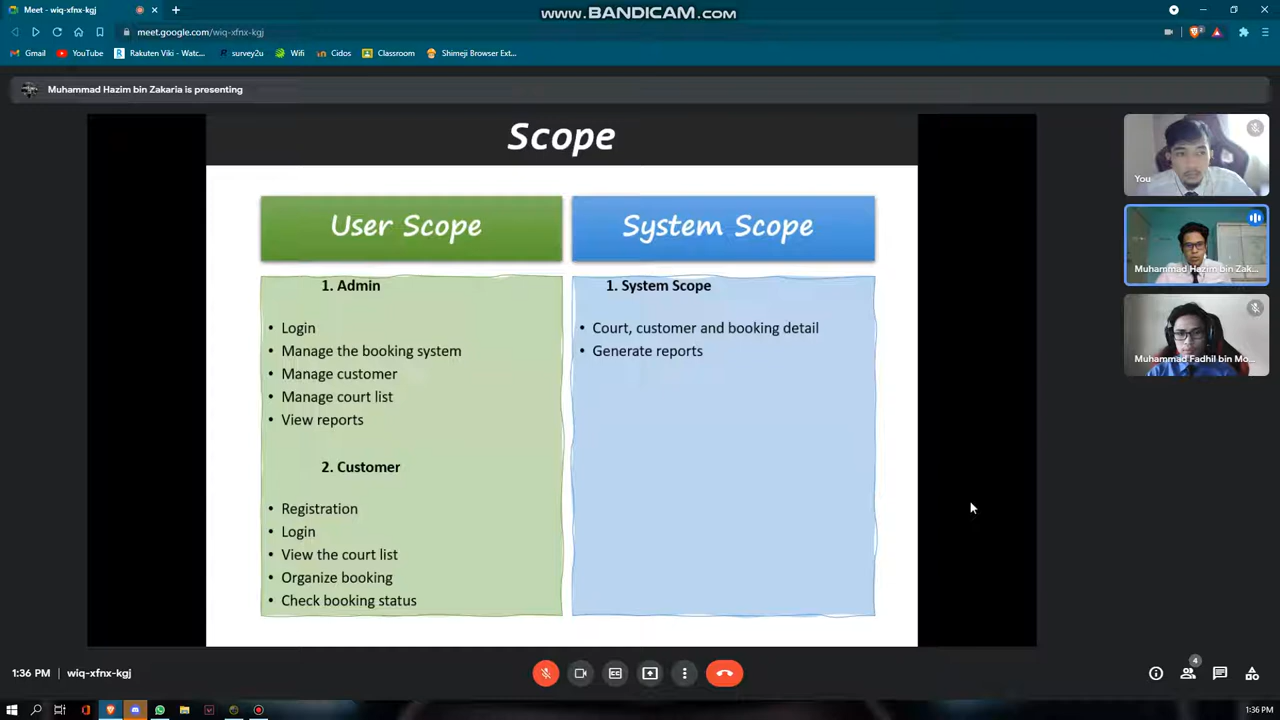 Meet - wiq-xfnx-kgj
WWW.BANDICAM.COM
meet.google.com/wiq-xfnx-kgj
Gmail
YouTube
Rakuten Viki - Watc...
survey2u
Wifi
Cidos
Classroom
Shimeji Browser Ext...
Muhammad Hazim bin Zakaria is presenting
Scope
User Scope
1. Admin
• Login
• Manage the booking system
• Manage customer
• Manage court list
• View reports
2. Customer
• Registration
• Login
• View the court list
• Organize booking
• Check booking status
System Scope
1. System Scope
• Court, customer and booking detail
• Generate reports
You
Muhammad Hazim bin Zak...
Muhammad Fadhil bin Mo...
1:36 PM
wiq-xfnx-kgj
4
1:36 PM